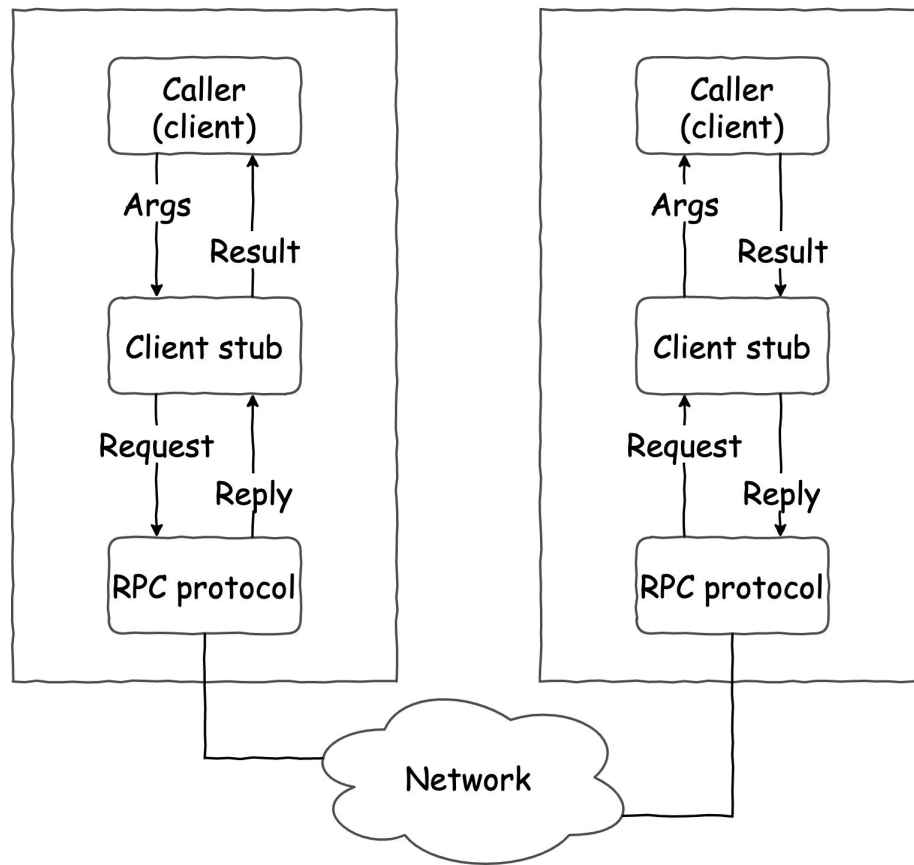 Caller
(client)
Args
Result
Client stub
Request
Reply
RPC protocol
Caller
(client)
Args
Result
Client stub
Request
Reply
RPC protocol
Network